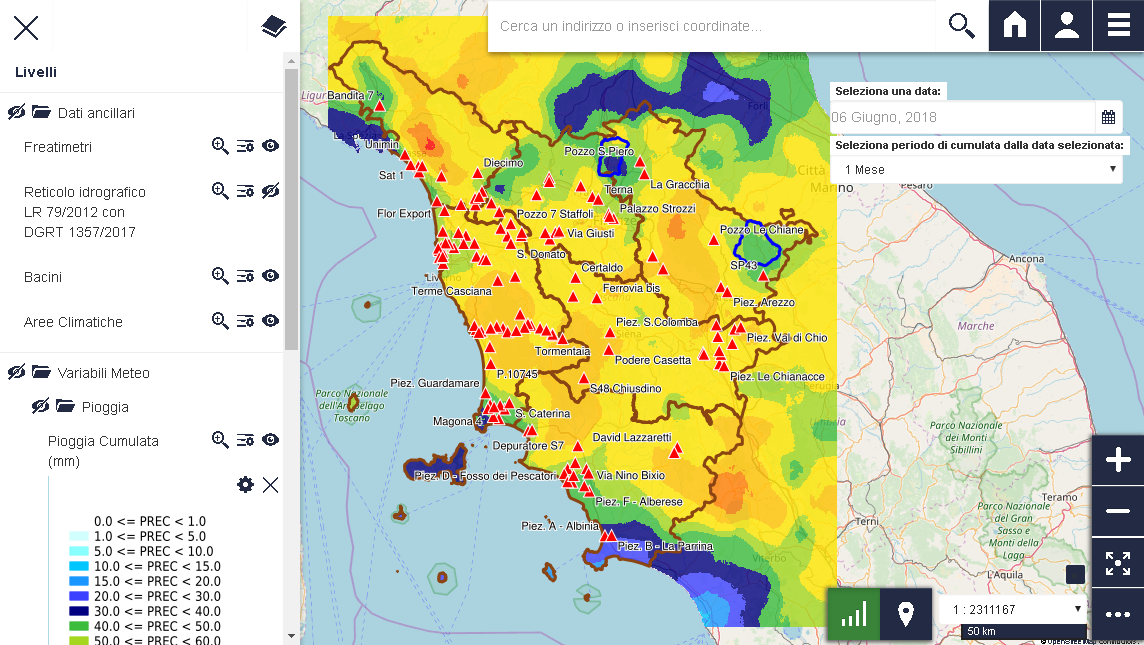 Cerca un indirizzo o inserisci coordinate...
Livelli
Dati ancillari
Freatimetri
Reticolo idrografico
LR 79/2012 con
DGRT 1357/2017
Bacini
Aree Climatiche
Variabili Meteo
Pioggia
Pioggia Cumulata
(mm)
0.0 <= PREC < 1.0
1.0 <= PREC < 5.0
5.0 <= PREC < 10.0
10.0 <= PREC < 15.0
15.0 <= PREC < 20.0
20.0 <= PREC < 30.0
30.0 <= PREC < 40.0
40.0 <= PREC < 50.0
50.0 <= PREC < 60.0
Seleziona una data:
06 Giugno, 2018
Seleziona periodo di cumulata dalla data selezionata:
1 Mese
Ravenna
Forlì
Bandita 7
Unimin
Sat 1
Diecimo
Pozzo S.Piero
La Gracchia
Terna
Palazzo Strozzi
Flor Export
Pozzo 7 Staffoli
Via Giusti
Pozzo Le Chiane
SP43
S. Donato
Certaldo
Ferrovia bis
Terme Casciana
Piez. Arezzo
Piez. S.Colomba
Siena
Piez. Val di Chio
Tormentaia
Podere Casetta
P.10745
Piez. Le Chianacce
Piez. Guardamare
S48 Chiusdino
Parco Nazionale
dell'Arcipelago
Toscano
Magona 4
S. Caterina
David Lazzaretti
Depuratore S7
Piez. D - Fosso dei Pescatori
Via Nino Bixio
Piez. F - Alberese
Piez. A - Albinia
Piez. B - La Parrina
Viterbo
Città
Pesaro
Ancona
Marche
Perugia
Umbria
Parco Nazionale
dei Monti
Sibillini
Teramo
Terni
Parco Nazionale
del Gran
Sasso e
Monti della
Laga
L'Aquila
1 : 2311167
50 km